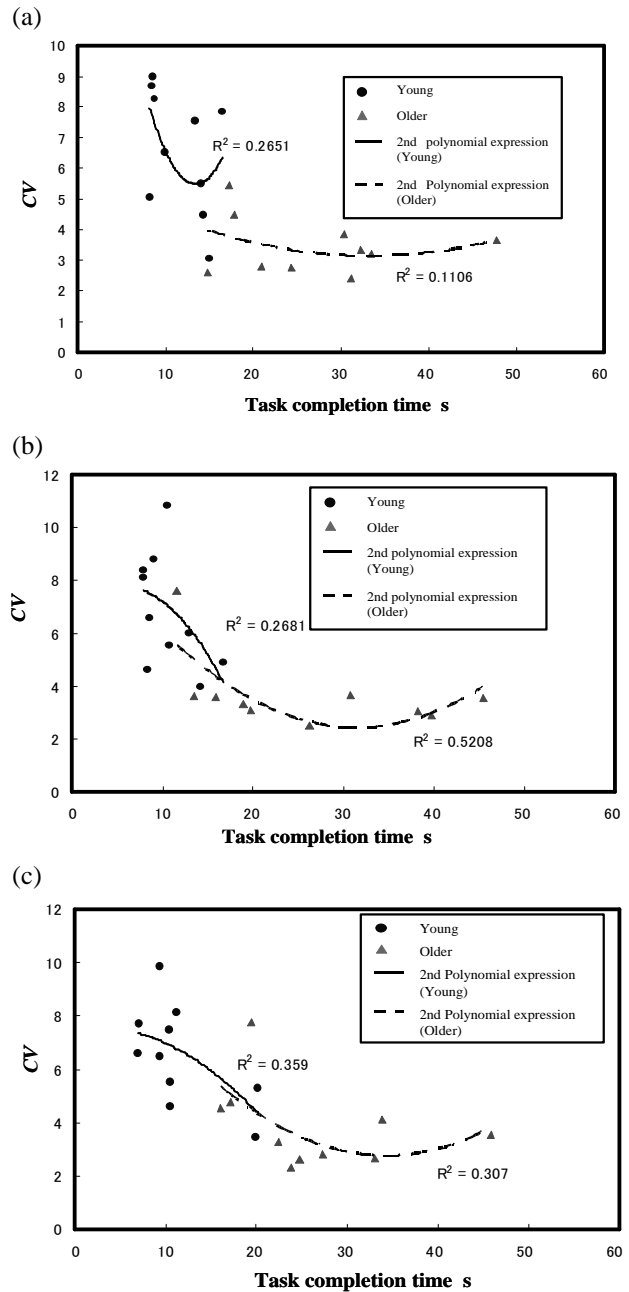 (a)
10
9
8
7
6
5
4
3
2
1
0
CV
Young
Older
2nd polynomial expression
(Young)
2nd Polynomial expression
(Older)
R² = 0.2651
R² = 0.1106
0 10 20 30 40 50 60
Task completion time s
(b)
12
10
8
6
4
2
0
CV
Young
Older
2nd polynomial expression
(Young)
2nd polynomial expression
(Older)
R² = 0.2681
R² = 0.5208
0 10 20 30 40 50 60
Task completion time s
(c)
12
10
8
6
4
2
0
CV
Young
Older
2nd Polynomial expression
(Young)
2nd Polynomial expression
(Older)
R² = 0.359
R² = 0.307
0 10 20 30 40 50 60
Task completion time s